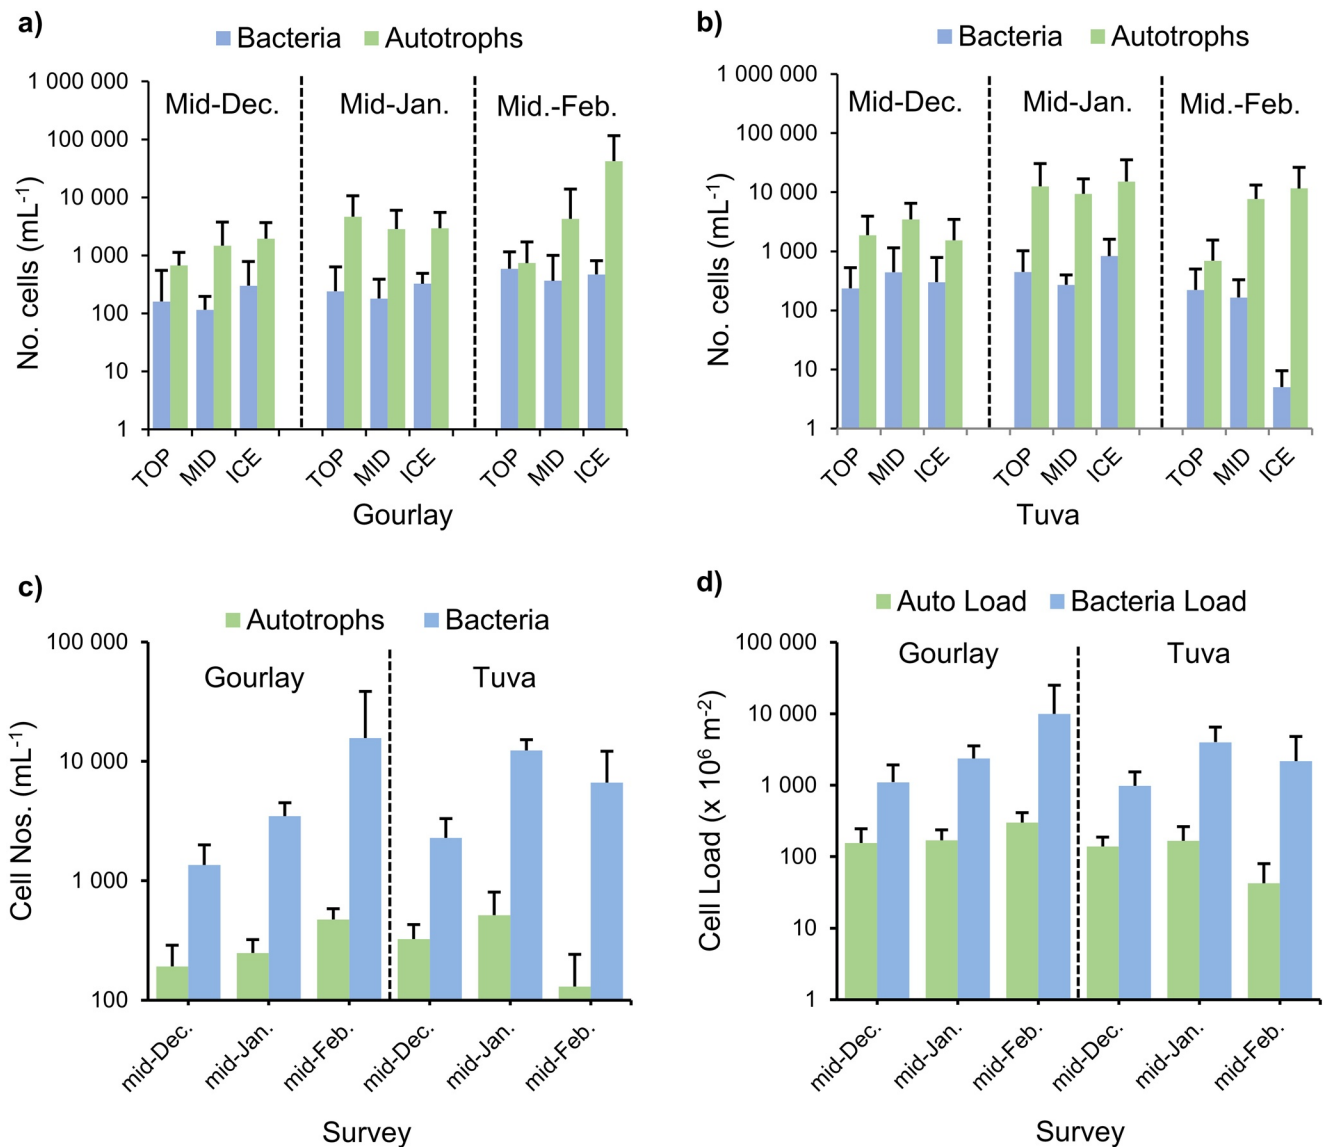 a)
Bacteria Autotrophs
1 000 000
100 000
10 000
1 000
100
10
1
No. cells (mL-1)
Mid-Dec. Mid-Jan. Mid.-Feb.
TOP MID ICE TOP MID ICE TOP MID ICE
Gourlay
b)
Bacteria Autotrophs
1 000 000
100 000
10 000
1 000
100
10
1
No. cells (mL-1)
Mid-Dec. Mid-Jan. Mid.-Feb.
TOP MID ICE TOP MID ICE TOP MID ICE
Tuva
c)
Autotrophs Bacteria
100 000
10 000
1 000
100
Cell Nos. (mL-1)
Gourlay Tuva
mid-Dec. mid-Jan. mid-Feb. mid-Dec. mid-Jan. mid-Feb.
Survey
d)
Auto Load Bacteria Load
100 000
10 000
1 000
100
10
1
Cell Load (x 10⁶ m-2)
Gourlay Tuva
mid-Dec. mid-Jan. mid-Feb. mid-Dec. mid-Jan. mid-Feb.
Survey